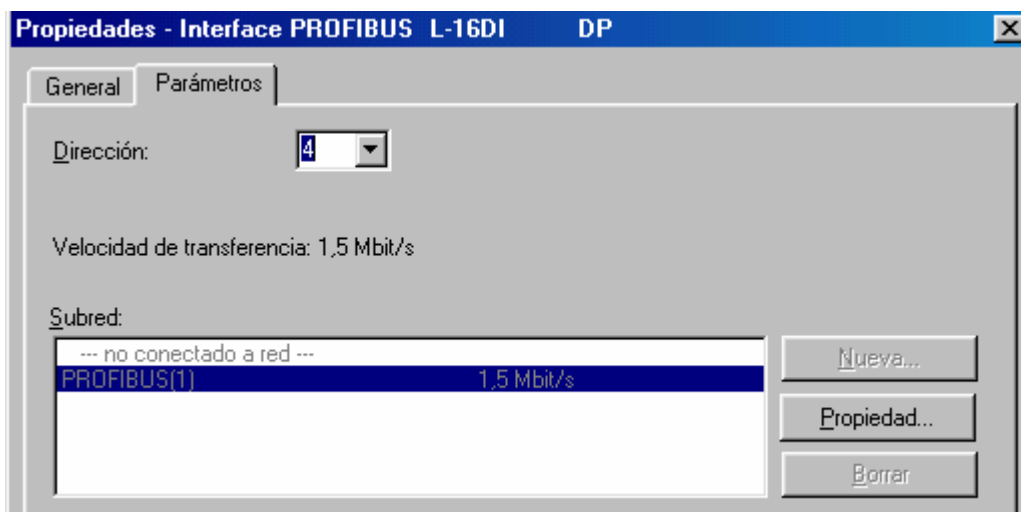 Propiedades - Interface PROFIBUS L-16DI DP
General Parámetros
Dirección: 4
Velocidad de transferencia: 1,5 Mbit/s
Subred:
--- no conectado a red ---
Nueva...
PROFIBUS(1) 1,5 Mbit/s
Propiedad...
Borrar